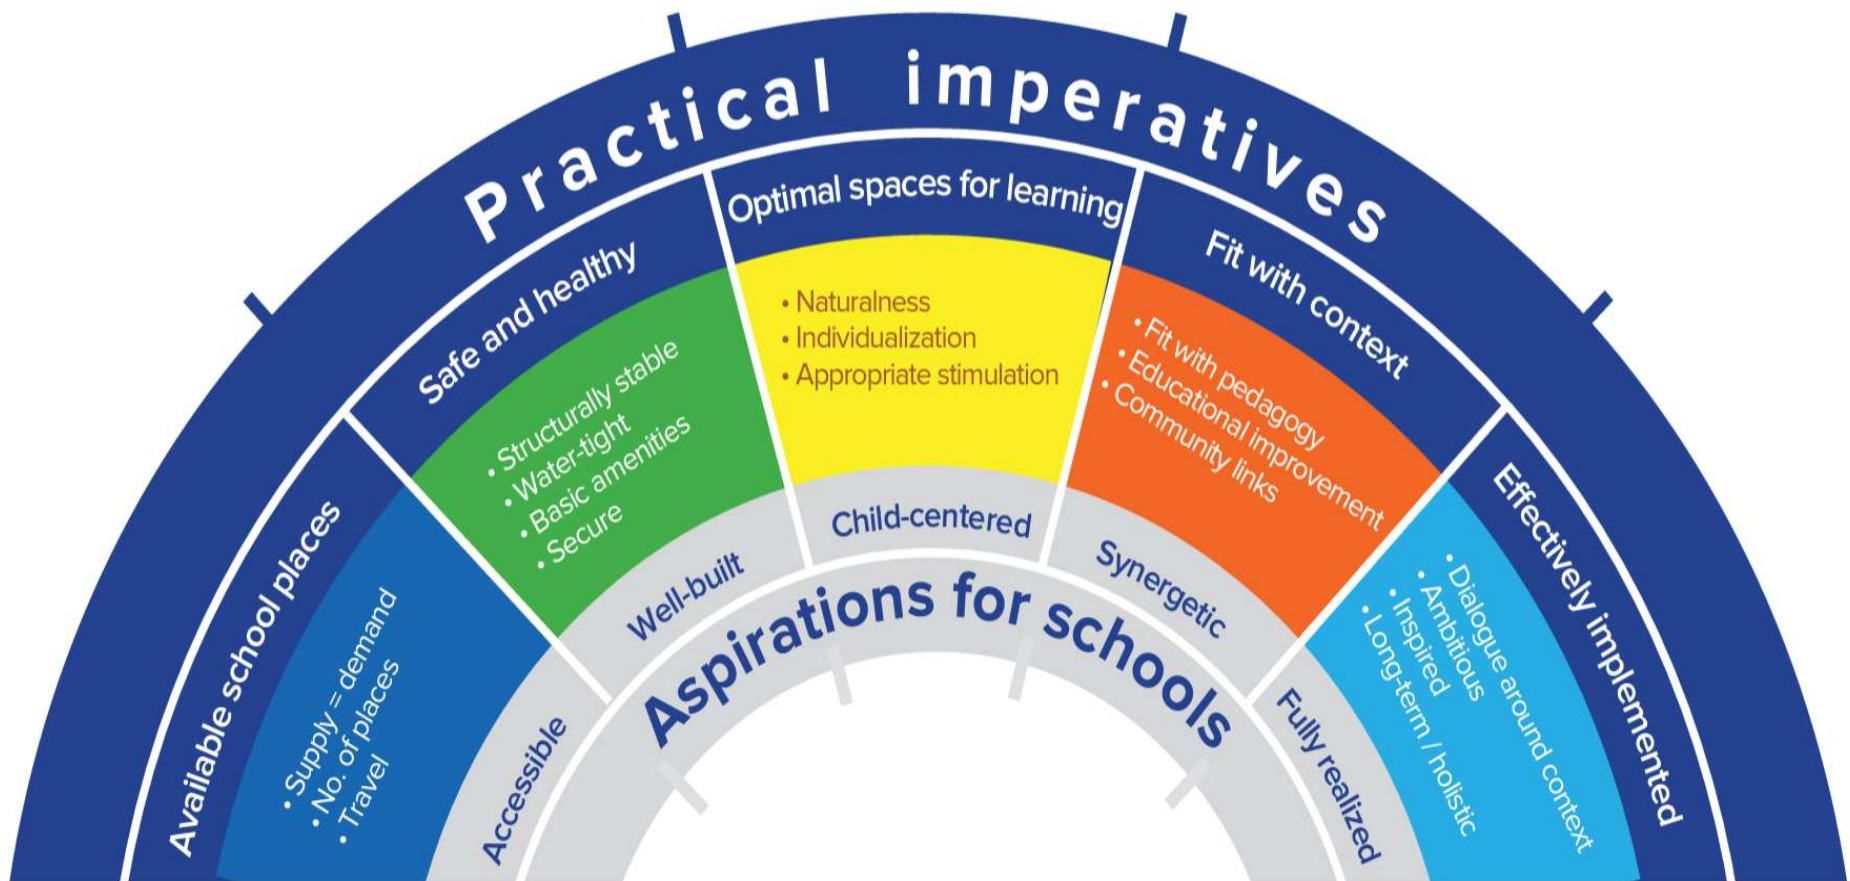 Practical imperatives
Available school places
• Supply = demand
• No. of places
• Travel
Accessible
Safe and healthy
• Structurally stable
• Water-tight
• Basic amenities
• Secure
Well-built
Optimal spaces for learning
• Naturalness
• Individualization
• Appropriate stimulation
Child-centered
Fit with context
• Fit with pedagogy
• Educational improvement
• Community links
Synergetic
Effectively implemented
• Dialogue around context
• Ambitious
• Inspired
• Long-term / holistic
Fully realized
Aspirations for schools